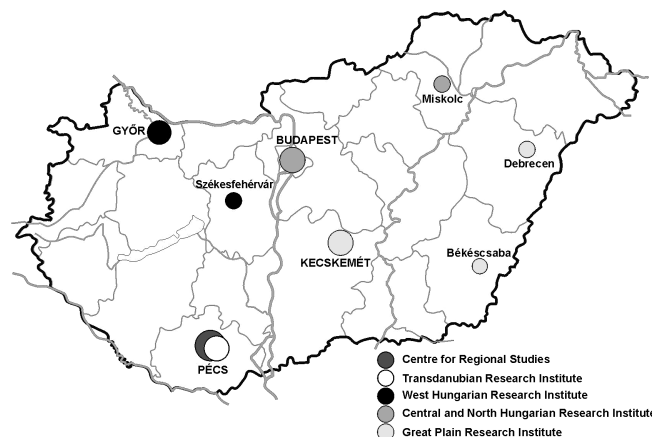 Miskolc
GYŐR
BUDAPEST
Debrecen
Székesfehérvár
Békéscsaba
KECSKEMÉT
PÉCS
Centre for Regional Studies
Transdanubian Research Institute
West Hungarian Research Institute
Central and North Hungarian Research Institute
Great Plain Research Institute